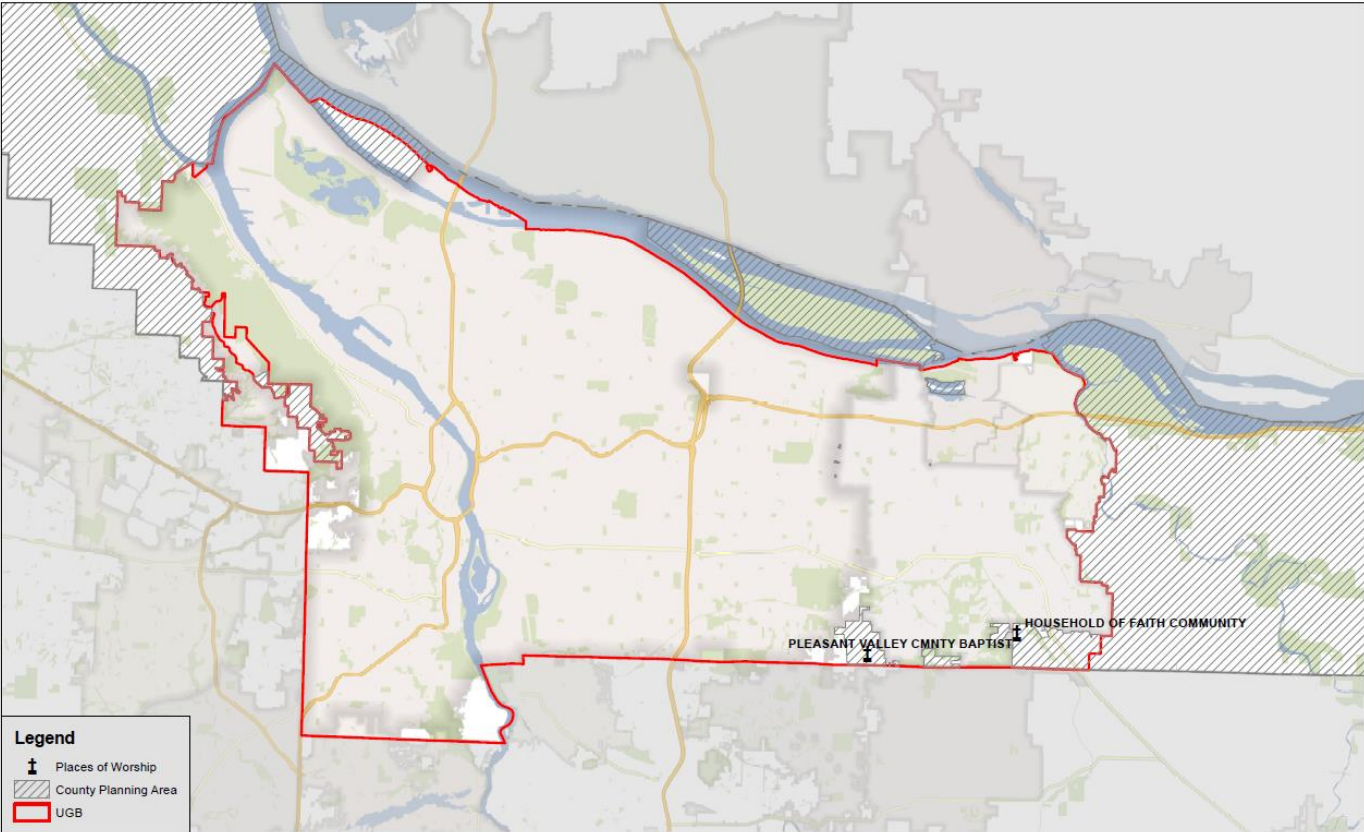 HOUSEHOLD OF FAITH COMMUNITY
PLEASANT VALLEY CMNTY BAPTIST
Legend
Places of Worship
County Planning Area
UGB